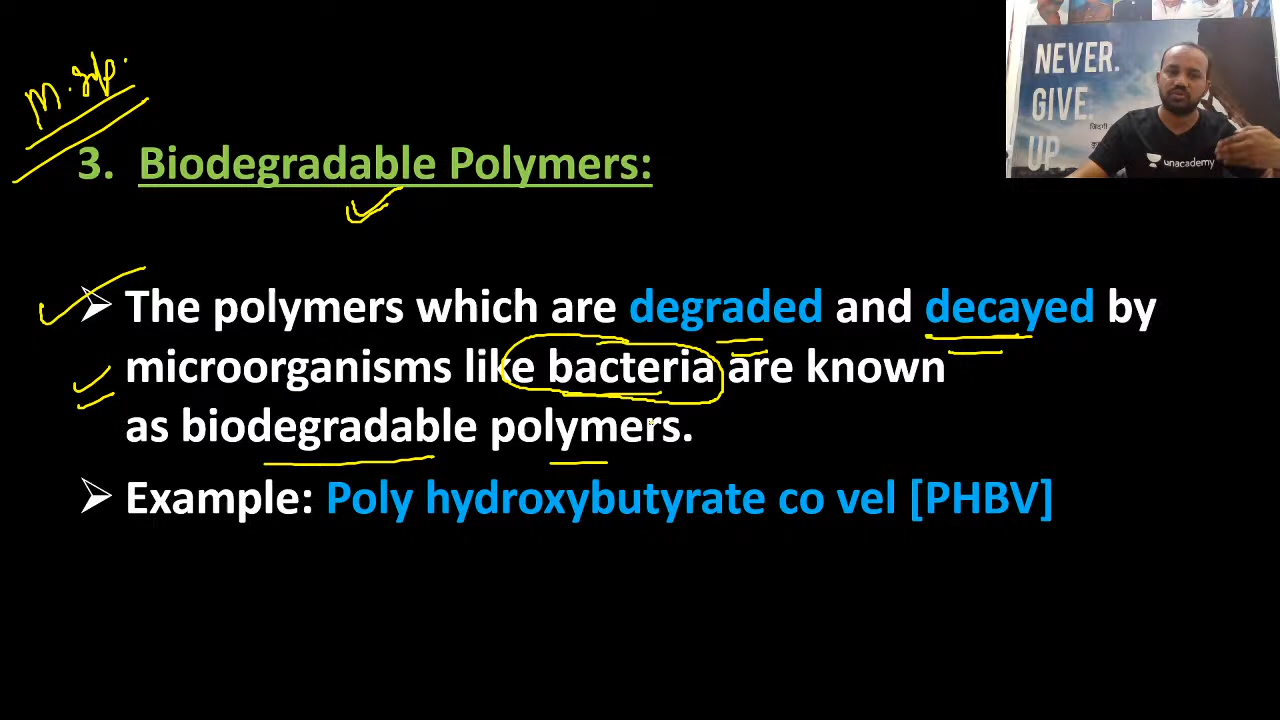 M. Imp.
3. Biodegradable Polymers:
➢ The polymers which are degraded and decayed by
microorganisms like bacteria are known
as biodegradable polymers.
➢ Example: Poly hydroxybutyrate co vel [PHBV]
NEVER.
GIVE.
UP
unacademy